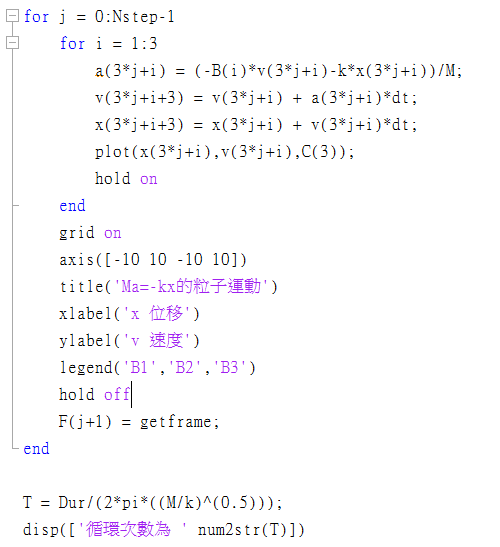 for j = 0:Nstep-1
for i = 1:3
a(3*j+i) = (-B(i)*v(3*j+i)-k*x(3*j+i))/M;
v(3*j+i+3) = v(3*j+i) + a(3*j+i)*dt;
x(3*j+i+3) = x(3*j+i) + v(3*j+i)*dt;
plot(x(3*j+i),v(3*j+i),C(3));
hold on
end
grid on
axis([-10 10 -10 10])
title('Ma=-kx的粒子運動')
xlabel('x 位移')
ylabel('v 速度')
legend('B1','B2','B3')
hold off
F(j+1) = getframe;
end
T = Dur/(2*pi*((M/k)^(0.5)));
disp(['循環次數為 ' num2str(T)])